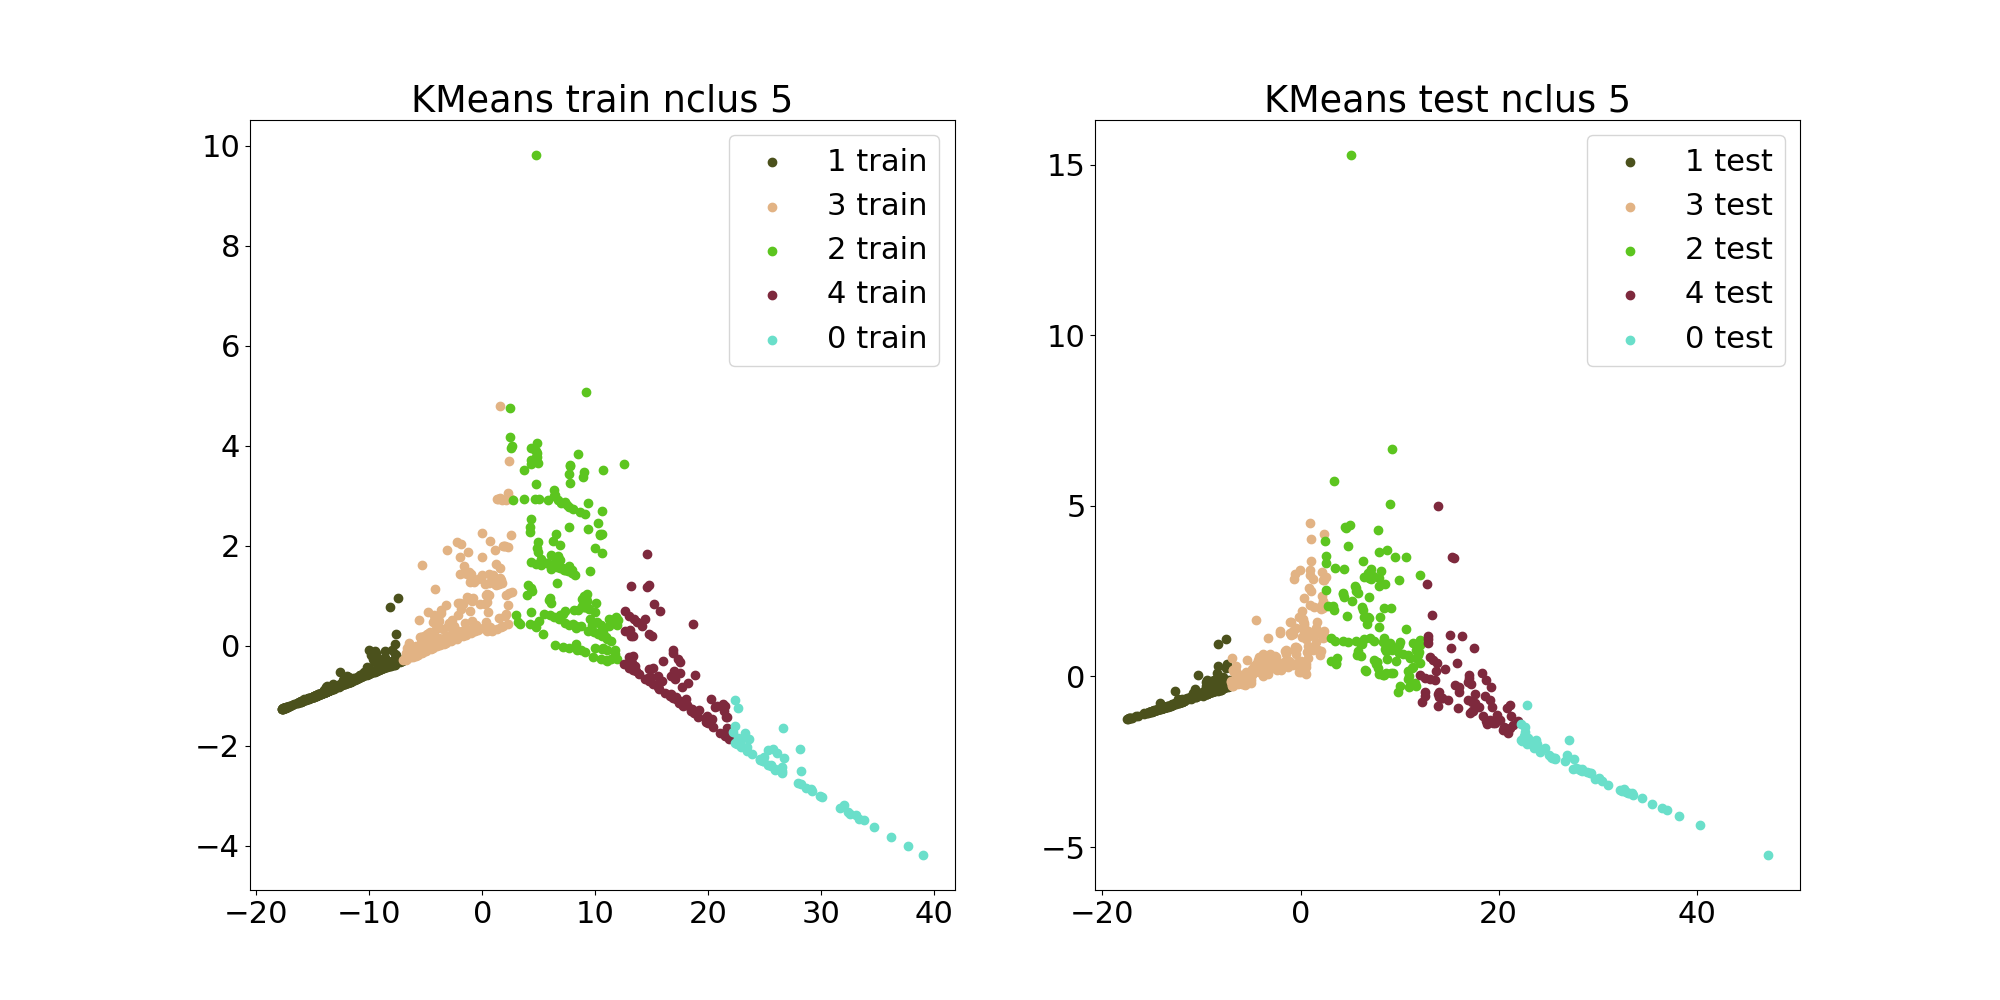 KMeans train nclus 5
10
8
6
4
2
0
−2
−4
−20
−10
0
10
20
30
40
1 train
3 train
2 train
4 train
0 train
KMeans test nclus 5
15
10
5
0
−5
−20
0
20
40
1 test
3 test
2 test
4 test
0 test